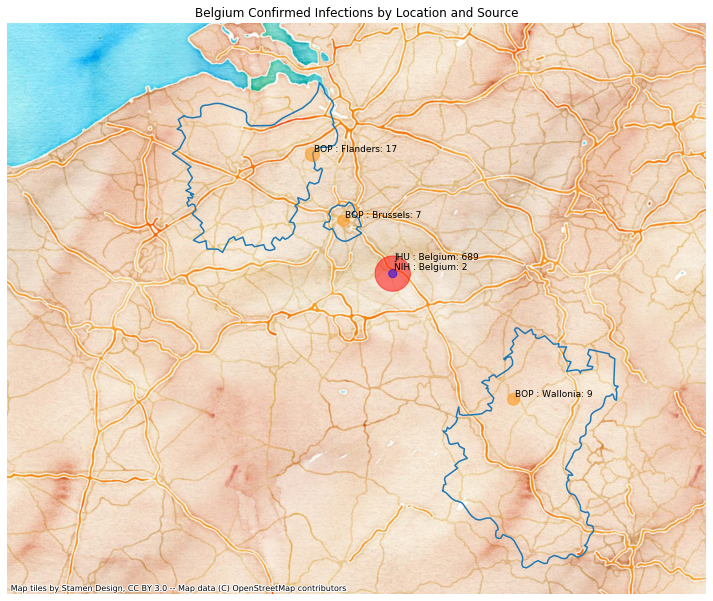 Belgium Confirmed Infections by Location and Source
BOP : Flanders: 17
BOP : Brussels: 7
JHU : Belgium: 689
NIH : Belgium: 2
BOP : Wallonia: 9
Map tiles by Stamen Design, CC BY 3.0 -- Map data (C) OpenStreetMap contributors